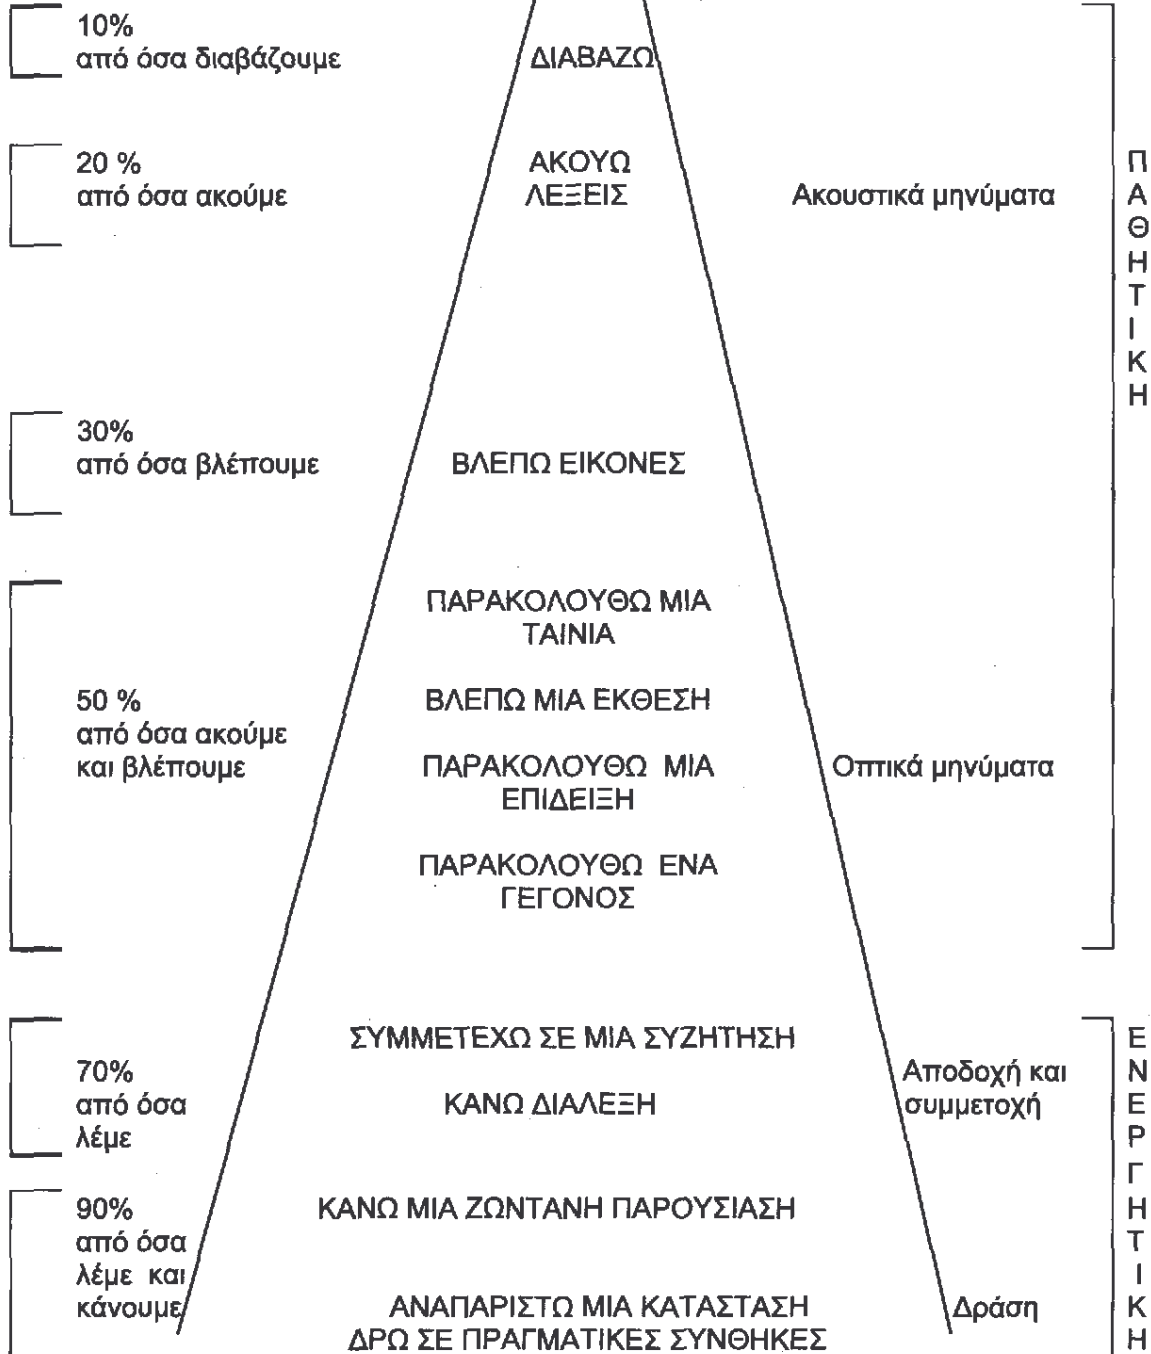 10%
από όσα διαβάζουμε
ΔΙΑΒΑΖΩ
20 %
από όσα ακούμε
ΑΚΟΥΩ
ΛΕΞΕΙΣ
Ακουστικά μηνύματα
ΠΑΘΗΤΙΚΗ
30%
από όσα βλέπουμε
ΒΛΕΠΩ ΕΙΚΟΝΕΣ
ΠΑΡΑΚΟΛΟΥΘΩ ΜΙΑ
ΤΑΙΝΙΑ
50 %
από όσα ακούμε
και βλέπουμε
ΒΛΕΠΩ ΜΙΑ ΕΚΘΕΣΗ
ΠΑΡΑΚΟΛΟΥΘΩ ΜΙΑ
ΕΠΙΔΕΙΞΗ
Οπτικά μηνύματα
ΠΑΡΑΚΟΛΟΥΘΩ ΕΝΑ
ΓΕΓΟΝΟΣ
ΣΥΜΜΕΤΕΧΩ ΣΕ ΜΙΑ ΣΥΖΗΤΗΣΗ
70%
από όσα
λέμε
ΚΑΝΩ ΔΙΑΛΕΞΗ
Αποδοχή και
συμμετοχή
ΕΝΕΡΓΗΤΙΚΗ
90%
από όσα
λέμε και
κάνουμε
ΚΑΝΩ ΜΙΑ ΖΩΝΤΑΝΗ ΠΑΡΟΥΣΙΑΣΗ
ΑΝΑΠΑΡΙΣΤΩ ΜΙΑ ΚΑΤΑΣΤΑΣΗ
ΔΡΩ ΣΕ ΠΡΑΓΜΑΤΙΚΕΣ ΣΥΝΘΗΚΕΣ
Δράση